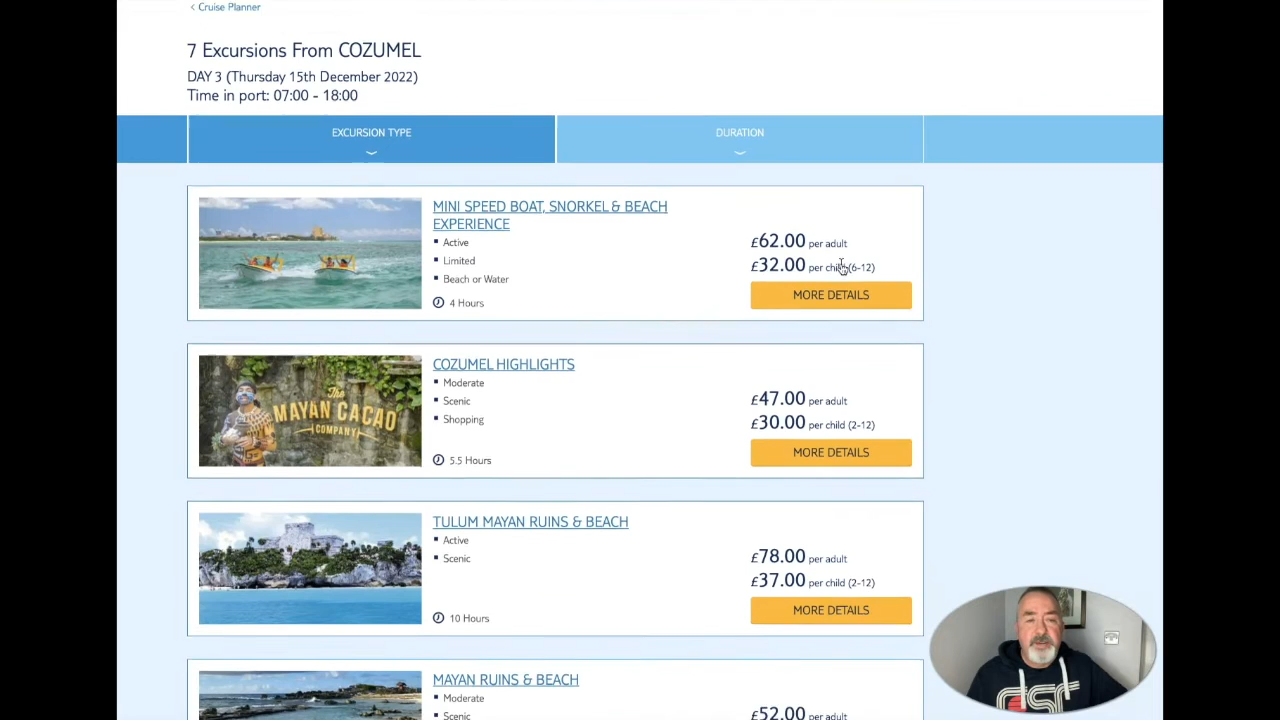 < Cruise Planner
7 Excursions From COZUMEL
DAY 3 (Thursday 15th December 2022)
Time in port: 07:00 - 18:00
EXCURSION TYPE
DURATION
MINI SPEED BOAT, SNORKEL & BEACH
EXPERIENCE
Active
Limited
Beach or Water
4 Hours
£62.00 per adult
£32.00 per child (6-12)
MORE DETAILS
The
MAYAN CACAO
COMPANY
COZUMEL HIGHLIGHTS
Moderate
Scenic
Shopping
5.5 Hours
£47.00 per adult
£30.00 per child (2-12)
MORE DETAILS
TULUM MAYAN RUINS & BEACH
Active
Scenic
10 Hours
£78.00 per adult
£37.00 per child (2-12)
MORE DETAILS
MAYAN RUINS & BEACH
Moderate
Scenic
£52.00 per adult